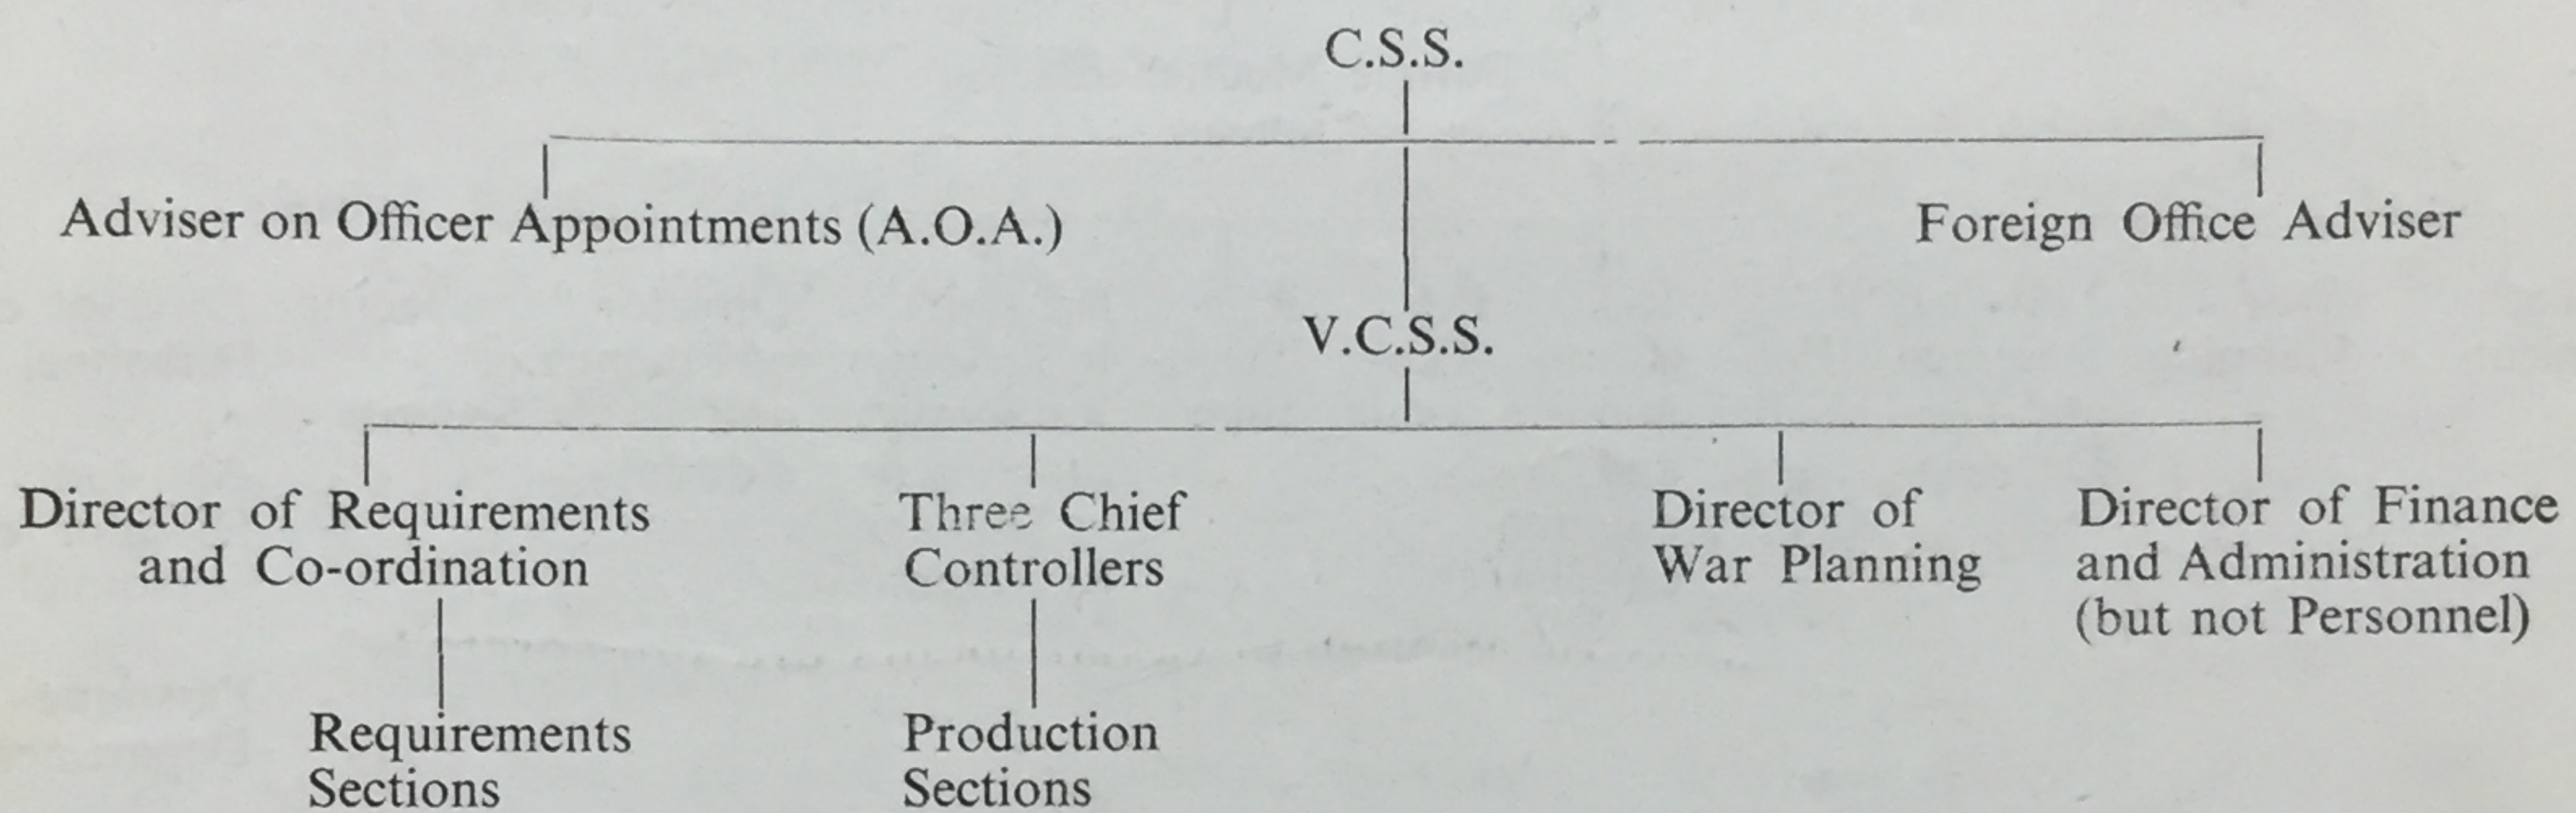 C.S.S.
Adviser on Officer Appointments (A.O.A.)
Foreign Office Adviser
V.C.S.S.
Director of Requirements
and Co-ordination
Three Chief
Controllers
Director of
War Planning
Director of Finance
and Administration
(but not Personnel)
Requirements
Sections
Production
Sections